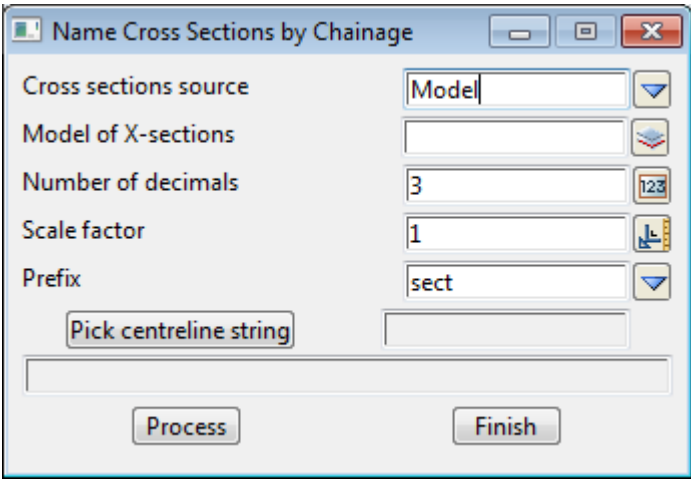 Name Cross Sections by Chainage
Cross sections source Model
Model of X-sections
Number of decimals 3 123
Scale factor 1
Prefix sect
Pick centreline string
Process Finish